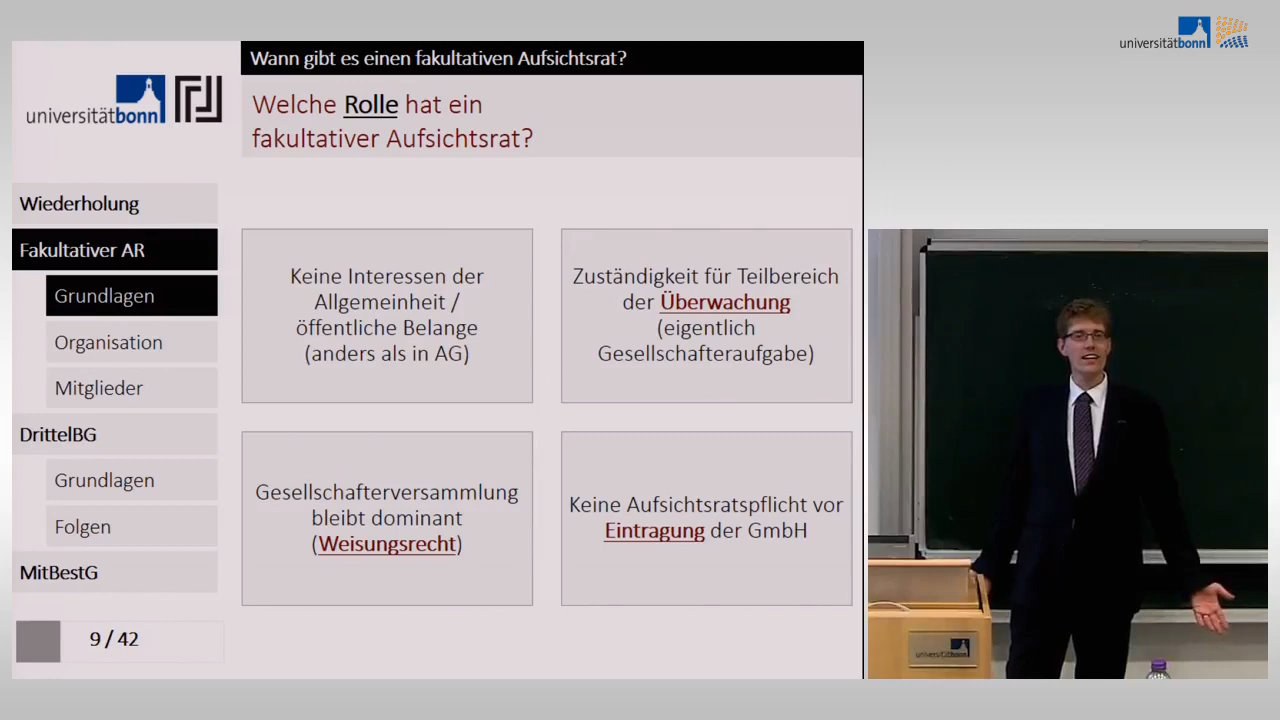 universitätbonn
Wann gibt es einen fakultativen Aufsichtsrat?
universitätbonn
Welche Rolle hat ein
fakultativer Aufsichtsrat?
Wiederholung
Fakultativer AR
Grundlagen
Organisation
Mitglieder
DrittelBG
Grundlagen
Folgen
MitBestG
9 / 42
Keine Interessen der
Allgemeinheit /
öffentliche Belange
(anders als in AG)
Zuständigkeit für Teilbereich
der Überwachung
(eigentlich
Gesellschafteraufgabe)
Gesellschafterversammlung
bleibt dominant
(Weisungsrecht)
Keine Aufsichtsratspflicht vor
Eintragung der GmbH
universitätbonn